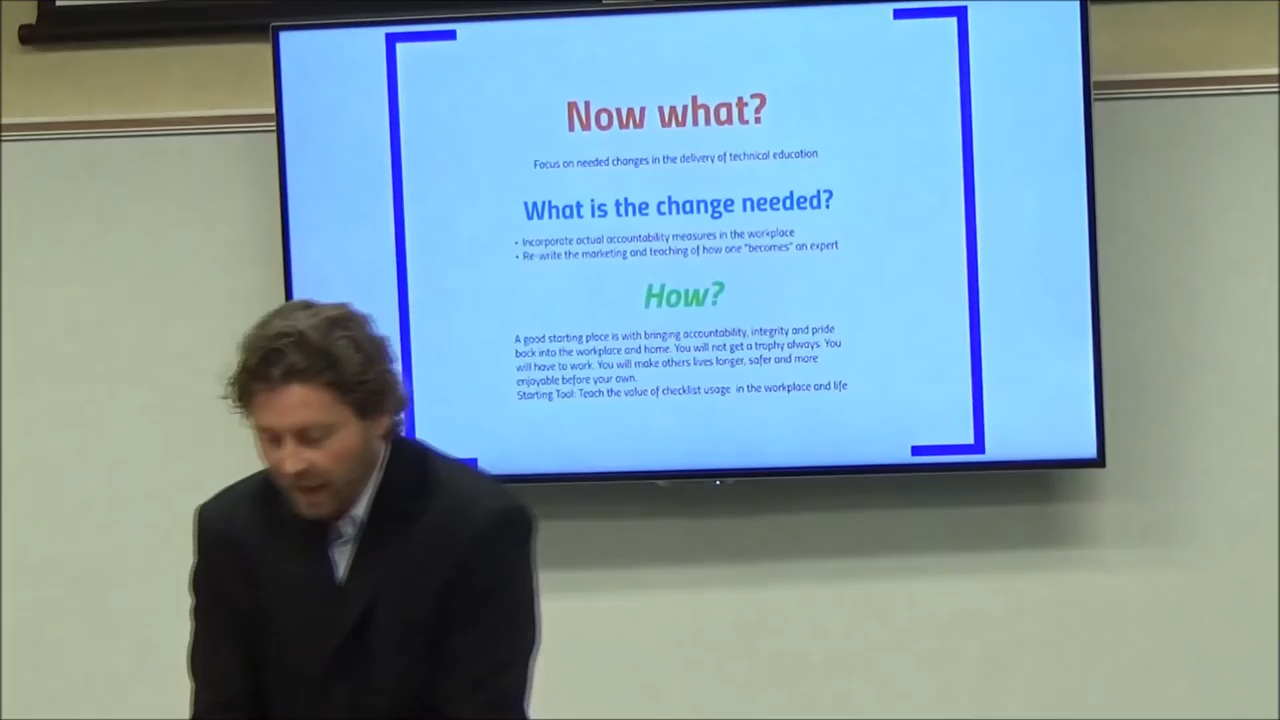 Now what?
Focus on needed changes in the delivery of technical education
What is the change needed?
• Incorporate actual accountability measures in the workplace
• Re-write the marketing and teaching of how one "becomes" an expert
How?
A good starting place is with bringing accountability, integrity and pride
back into the workplace and home. You will not get a trophy always. You
will have to work. You will make others lives longer, safer and more
enjoyable before your own.
Starting Tool: Teach the value of checklist usage in the workplace and life